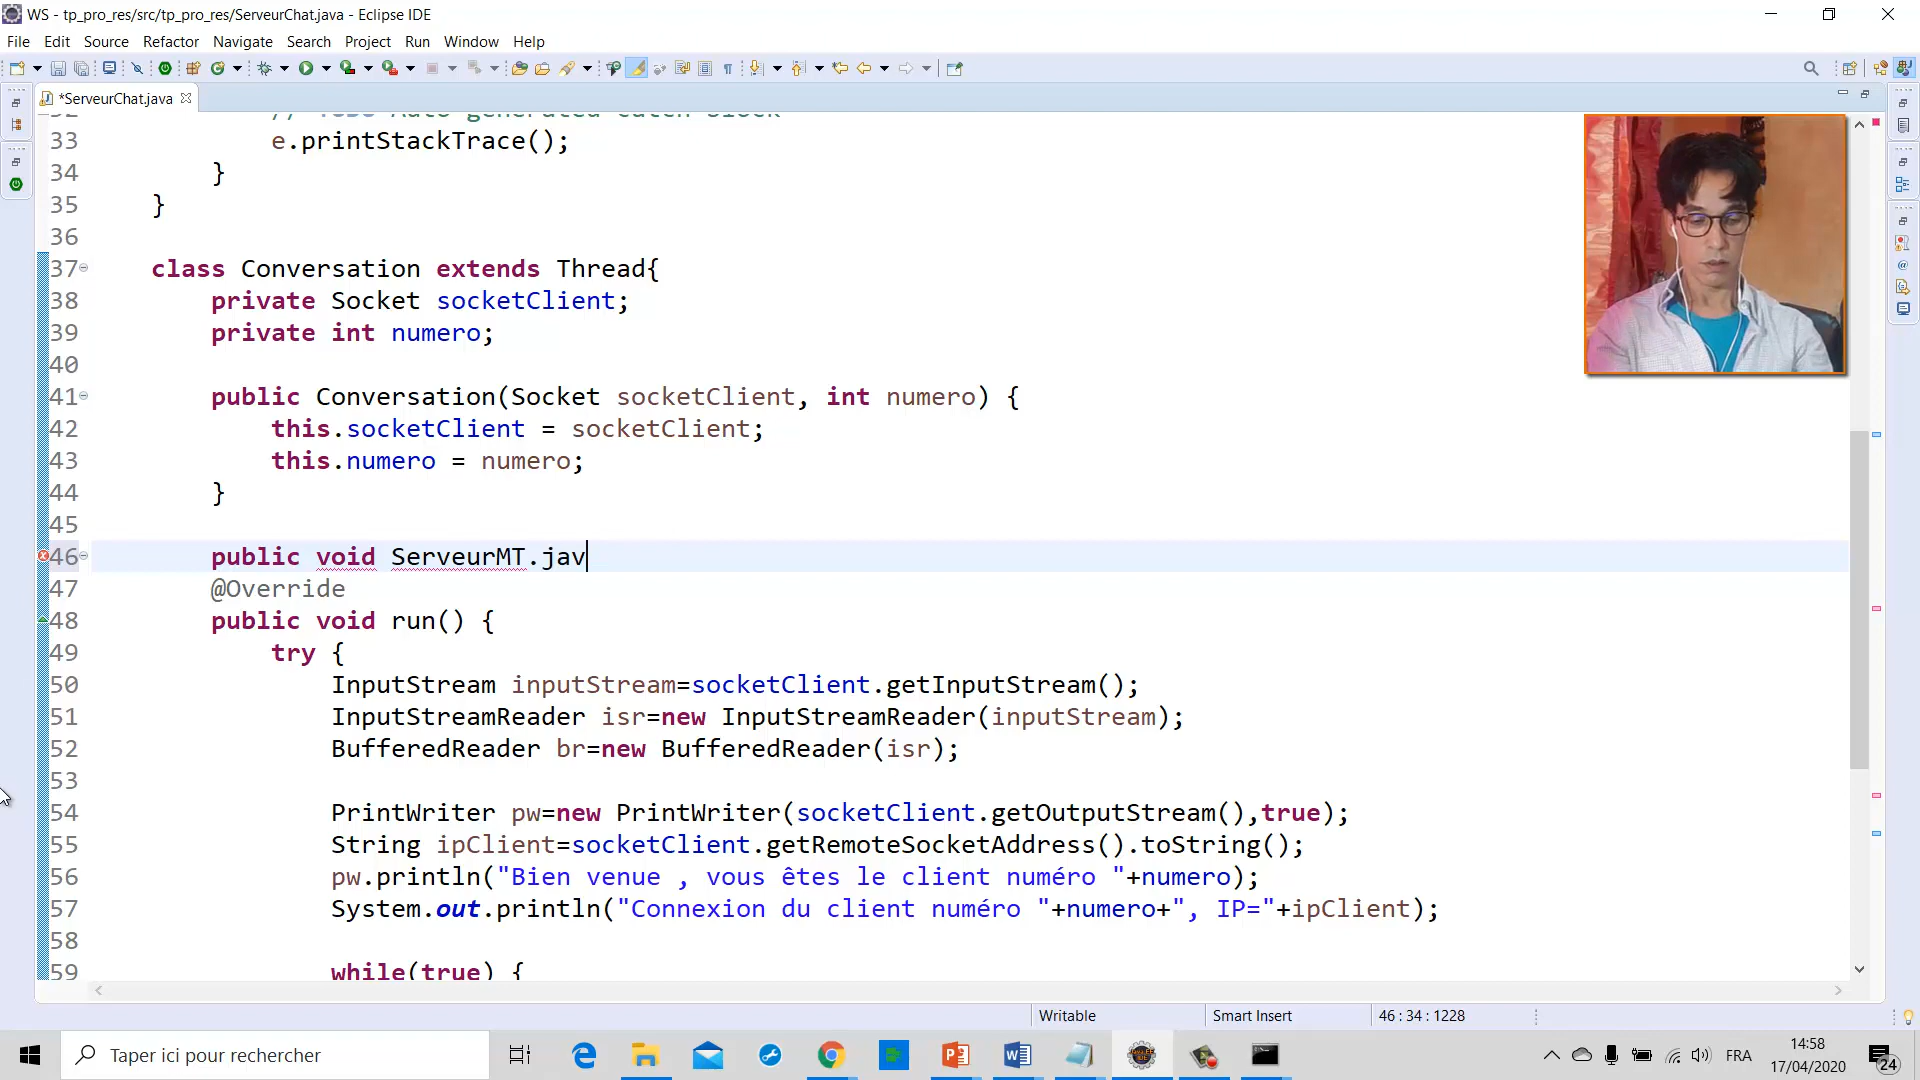 WS - tp_pro_res/src/tp_pro_res/ServeurChat.java - Eclipse IDE
File Edit Source Refactor Navigate Search Project Run Window Help
*ServeurChat.java
32 // TODO Auto-generated catch block
33 e.printStackTrace();
34 }
35 }
36
37 class Conversation extends Thread{
38 private Socket socketClient;
39 private int numero;
40
41 public Conversation(Socket socketClient, int numero) {
42 this.socketClient = socketClient;
43 this.numero = numero;
44 }
45
46 public void ServeurMT.jav
47 @Override
48 public void run() {
49 try {
50 InputStream inputStream=socketClient.getInputStream();
51 InputStreamReader isr=new InputStreamReader(inputStream);
52 BufferedReader br=new BufferedReader(isr);
53
54 PrintWriter pw=new PrintWriter(socketClient.getOutputStream(),true);
55 String ipClient=socketClient.getRemoteSocketAddress().toString();
56 pw.println("Bien venue , vous êtes le client numéro "+numero);
57 System.out.println("Connexion du client numéro "+numero+", IP="+ipClient);
58
59 while(true) {
Writable Smart Insert 46 : 34 : 1228
Taper ici pour rechercher
FRA
14:58
17/04/2020
24